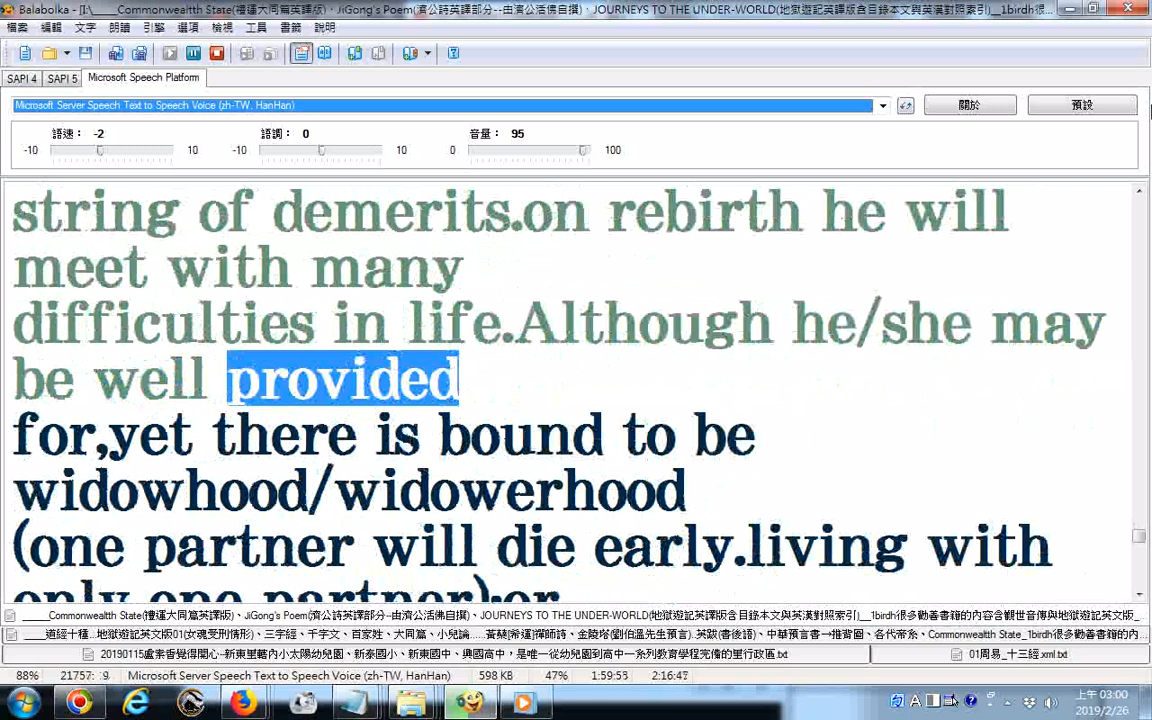 Balabolka - [I:\_____Commonwealtth State(禮運大同篇英譯版)、JiGong's Poem(濟公詩英譯部分--由濟公活佛自撰)、JOURNEYS TO THE UNDER-WORLD(地獄遊記英譯版含目錄本文與英漢對照索引)__1birdh很...
檔案 編輯 文字 朗讀 引擎 選項 檢視 工具 書籤 說明
SAPI 4 SAPI 5 Microsoft Speech Platform
Microsoft Server Speech Text to Speech Voice (zh-TW, HanHan) 關於 預設
語速： -2 語調： 0 音量： 95
-10 10 -10 10 0 100
string of demerits.on rebirth he will
meet with many
difficulties in life.Although he/she may
be well provided
for,yet there is bound to be
widowhood/widowerhood
(one partner will die early.living with
only one partner);or
_____Commonwealtth State(禮運大同篇英譯版)、JiGong's Poem(濟公詩英譯部分--由濟公活佛自撰)、JOURNEYS TO THE UNDER-WORLD(地獄遊記英譯版含目錄本文與英漢對照索引)__1birdh很多勸善書籍的內容含觀世音傳與地獄遊記英文版_
20190115盧素香覺得開心--新東里轄內小太陽幼兒園、新泰國小、新東國中、興國高中，是唯一從幼兒園到高中一系列教育學程完備的里行政區.txt 01周易_十三經.xml.txt
88% 21757: Microsoft Server Speech Text to Speech Voice (zh-TW, HanHan) 598 KB 47% 1:59:53 2:16:47
上午 03:00
2019/2/26